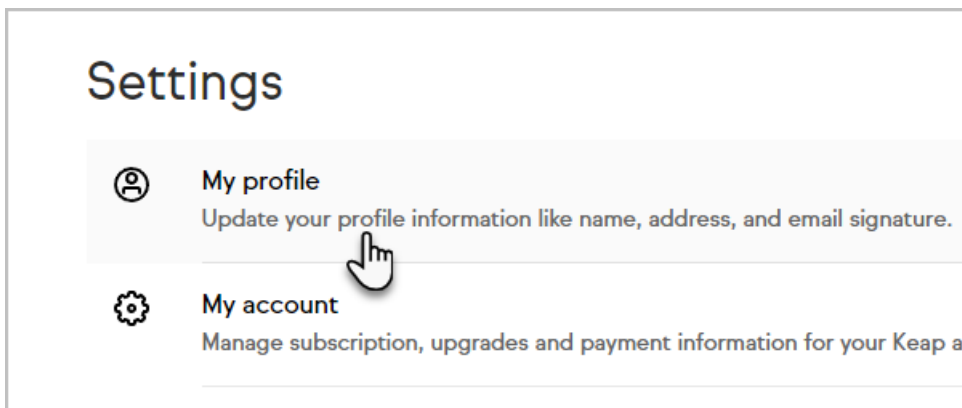 Settings
My profile
Update your profile information like name, address, and email signature.
My account
Manage subscription, upgrades and payment information for your Keap a